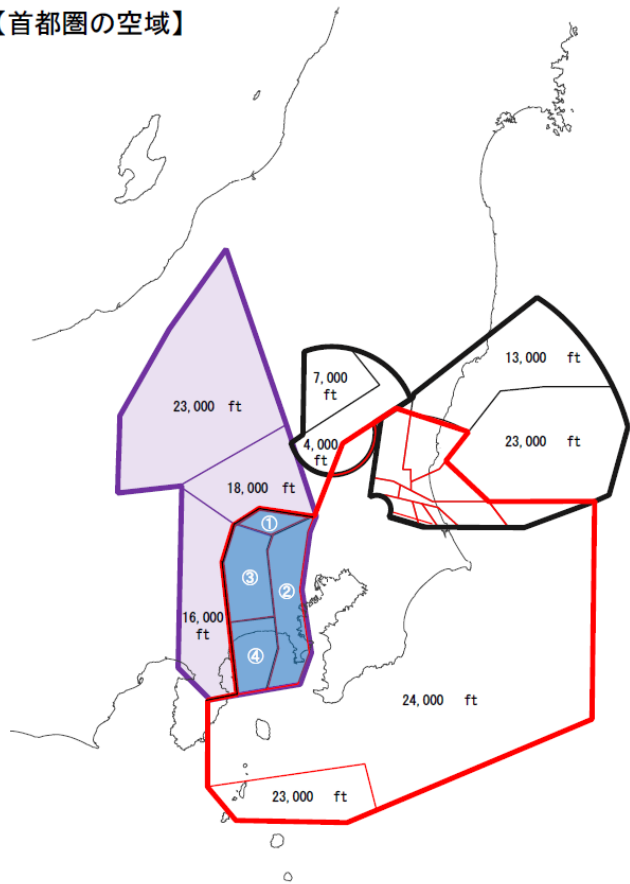 【首都圏の空域】
13,000 ft
7,000
ft
23,000 ft
4,000
ft
23,000 ft
18,000 ft
①
③
②
16,000
ft
④
24,000 ft
23,000 ft